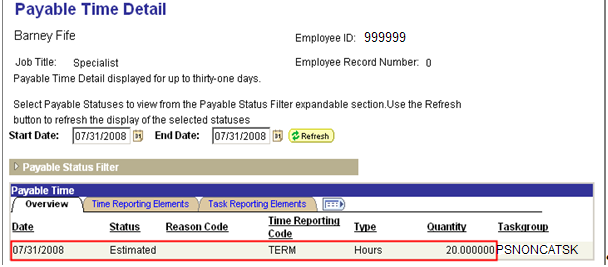 Payable Time Detail
Barney Fife
Employee ID: 999999
Job Title: Specialist
Employee Record Number: 0
Payable Time Detail displayed for up to thirty-one days.
Select Payable Statuses to view from the Payable Status Filter expandable section.Use the Refresh
button to refresh the display of the selected statuses
Start Date: 07/31/2008 End Date: 07/31/2008 Refresh
Payable Status Filter
Payable Time
Overview Time Reporting Elements Task Reporting Elements
Date Status Reason Code Time Reporting Code Type Quantity Taskgroup
07/31/2008 Estimated TERM Hours 20.000000 PSNONCATSK